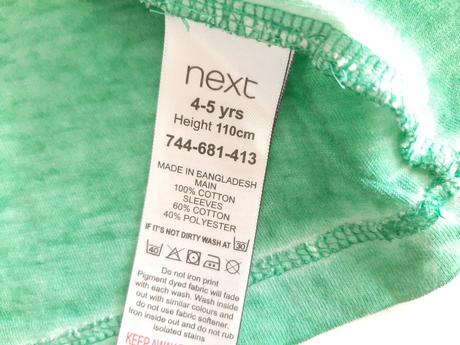 next
4-5 yrs
Height 110cm
744-681-413
MADE IN BANGLADESH
MAIN
100% COTTON
SLEEVES
60% COTTON
40% POLYESTER
IF IT'S NOT DIRTY WASH AT 30
40
Do not iron print
Pigment dyed fabric will fade
with each wash. Wash inside
out with similar colours and
do not use fabric softener.
Iron inside out and do not rub
isolated stains
KEEP AWAY